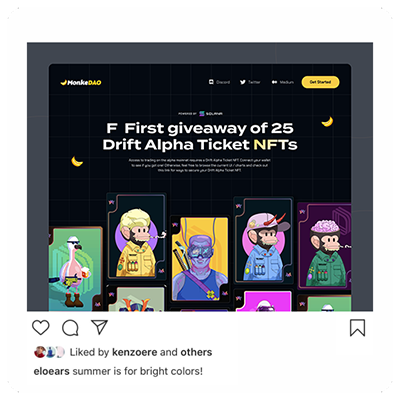 MonkeDAO
Discord
Twitter
Medium
Get Started
POWERED BY SOLANA
F First giveaway of 25
Drift Alpha Ticket NFTs
Access to trading on the alpha mainnet requires a Drift Alpha Ticket NFT. Connect your wallet
to see if you got one. Otherwise, feel free to browse the current UI / charts and check out
this link for ways to secure your Drift Alpha Ticket NFT.
Liked by kenzoere and others
eloears summer is for bright colors!